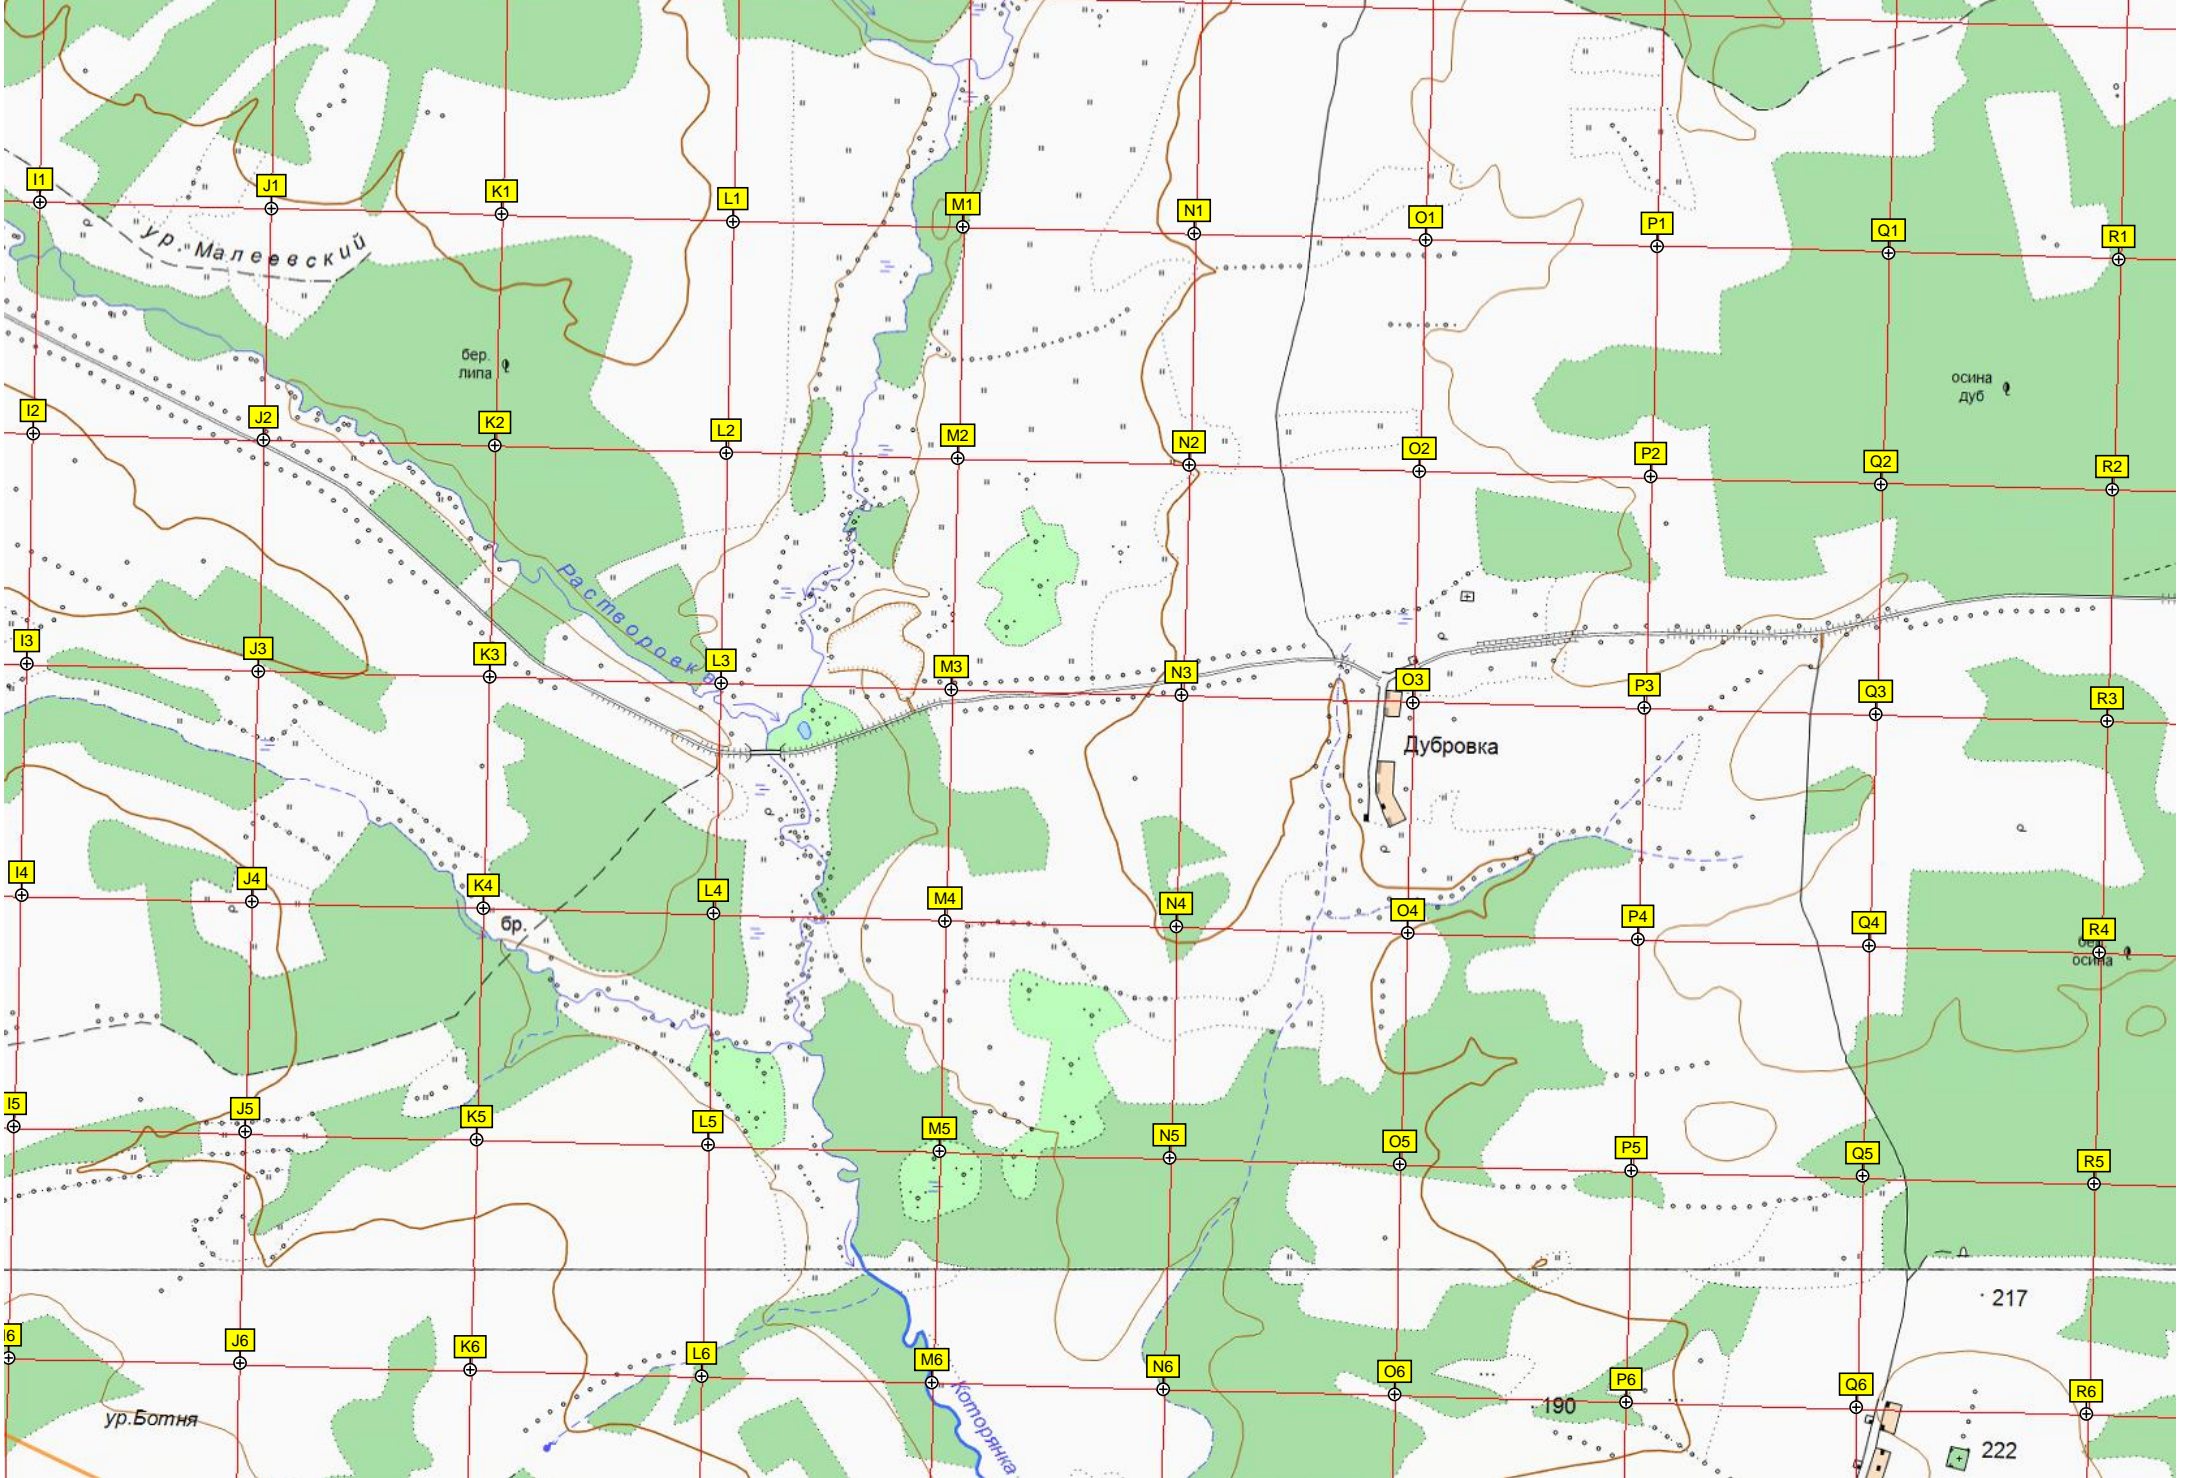 I1 J1 K1 L1 M1 N1 O1 P1 Q1 R1
ур. Малеевский
бер.
липа
осина
дуб
I2 J2 K2 L2 M2 N2 O2 P2 Q2 R2
Растворовка
I3 J3 K3 L3 M3 N3 O3 P3 Q3 R3
Дубровка
I4 J4 K4 L4 M4 N4 O4 P4 Q4 R4
бр.
осина
I5 J5 K5 L5 M5 N5 O5 P5 Q5 R5
217
I6 J6 K6 L6 M6 N6 O6 P6 Q6 R6
ур.Ботня
Которянка
190
222